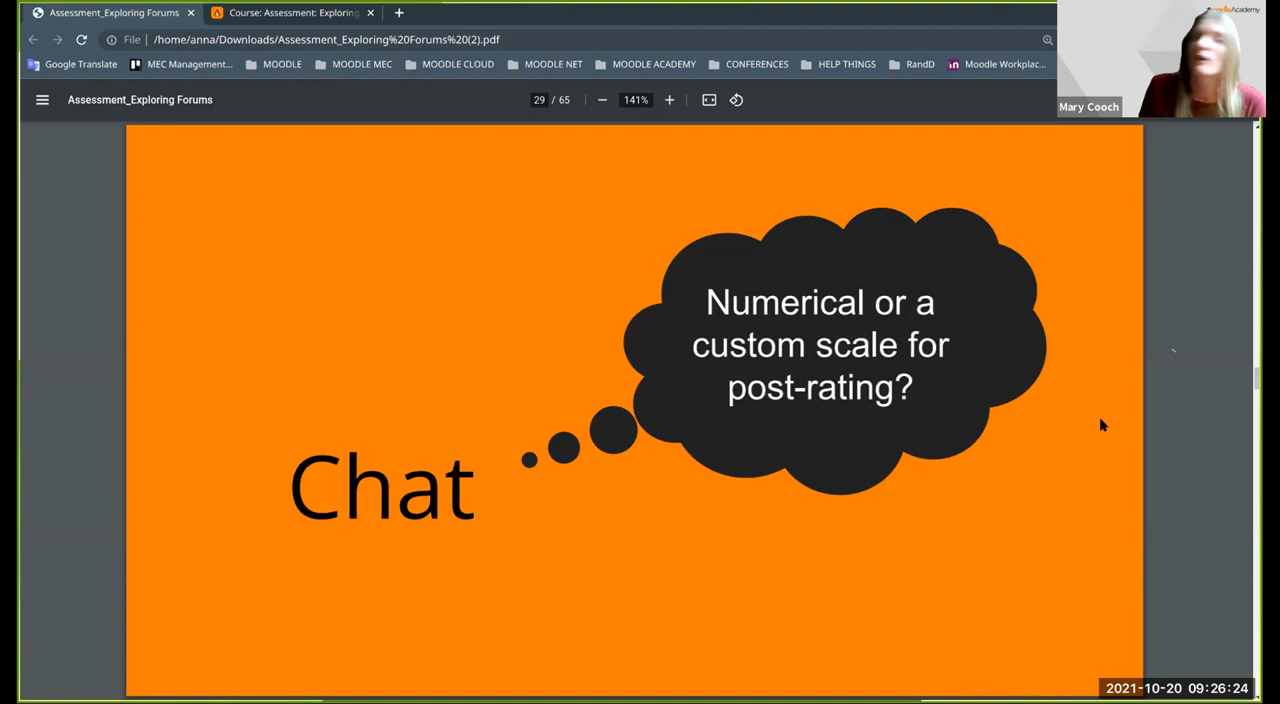 Assessment_Exploring Forums
Course: Assessment: Exploring
File
/home/anna/Downloads/Assessment_Exploring%20Forums%20(2).pdf
Google Translate
MEC Management...
MOODLE
MOODLE MEC
MOODLE CLOUD
MOODLE NET
MOODLE ACADEMY
CONFERENCES
HELP THINGS
RandD
Moodle Workplac...
Assessment_Exploring Forums
29 / 65
141%
Mary Cooch
Numerical or a
custom scale for
post-rating?
Chat
2021-10-20 09:26:24